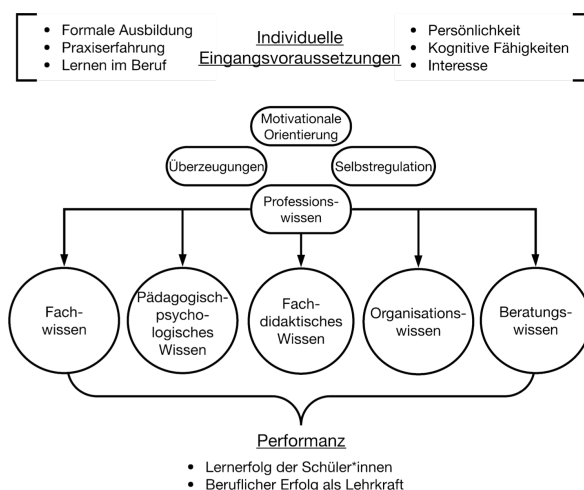 • Formale Ausbildung
• Praxiserfahrung
• Lernen im Beruf
Individuelle
Eingangsvoraussetzungen
• Persönlichkeit
• Kognitive Fähigkeiten
• Interesse
Motivationale
Orientierung
Überzeugungen
Selbstregulation
Professions-
wissen
Fach-
wissen
Pädagogisch-
psycho-
logisches
Wissen
Fach-
didaktisches
Wissen
Organisations-
wissen
Beratungs-
wissen
Performanz
• Lernerfolg der Schüler*innen
• Beruflicher Erfolg als Lehrkraft